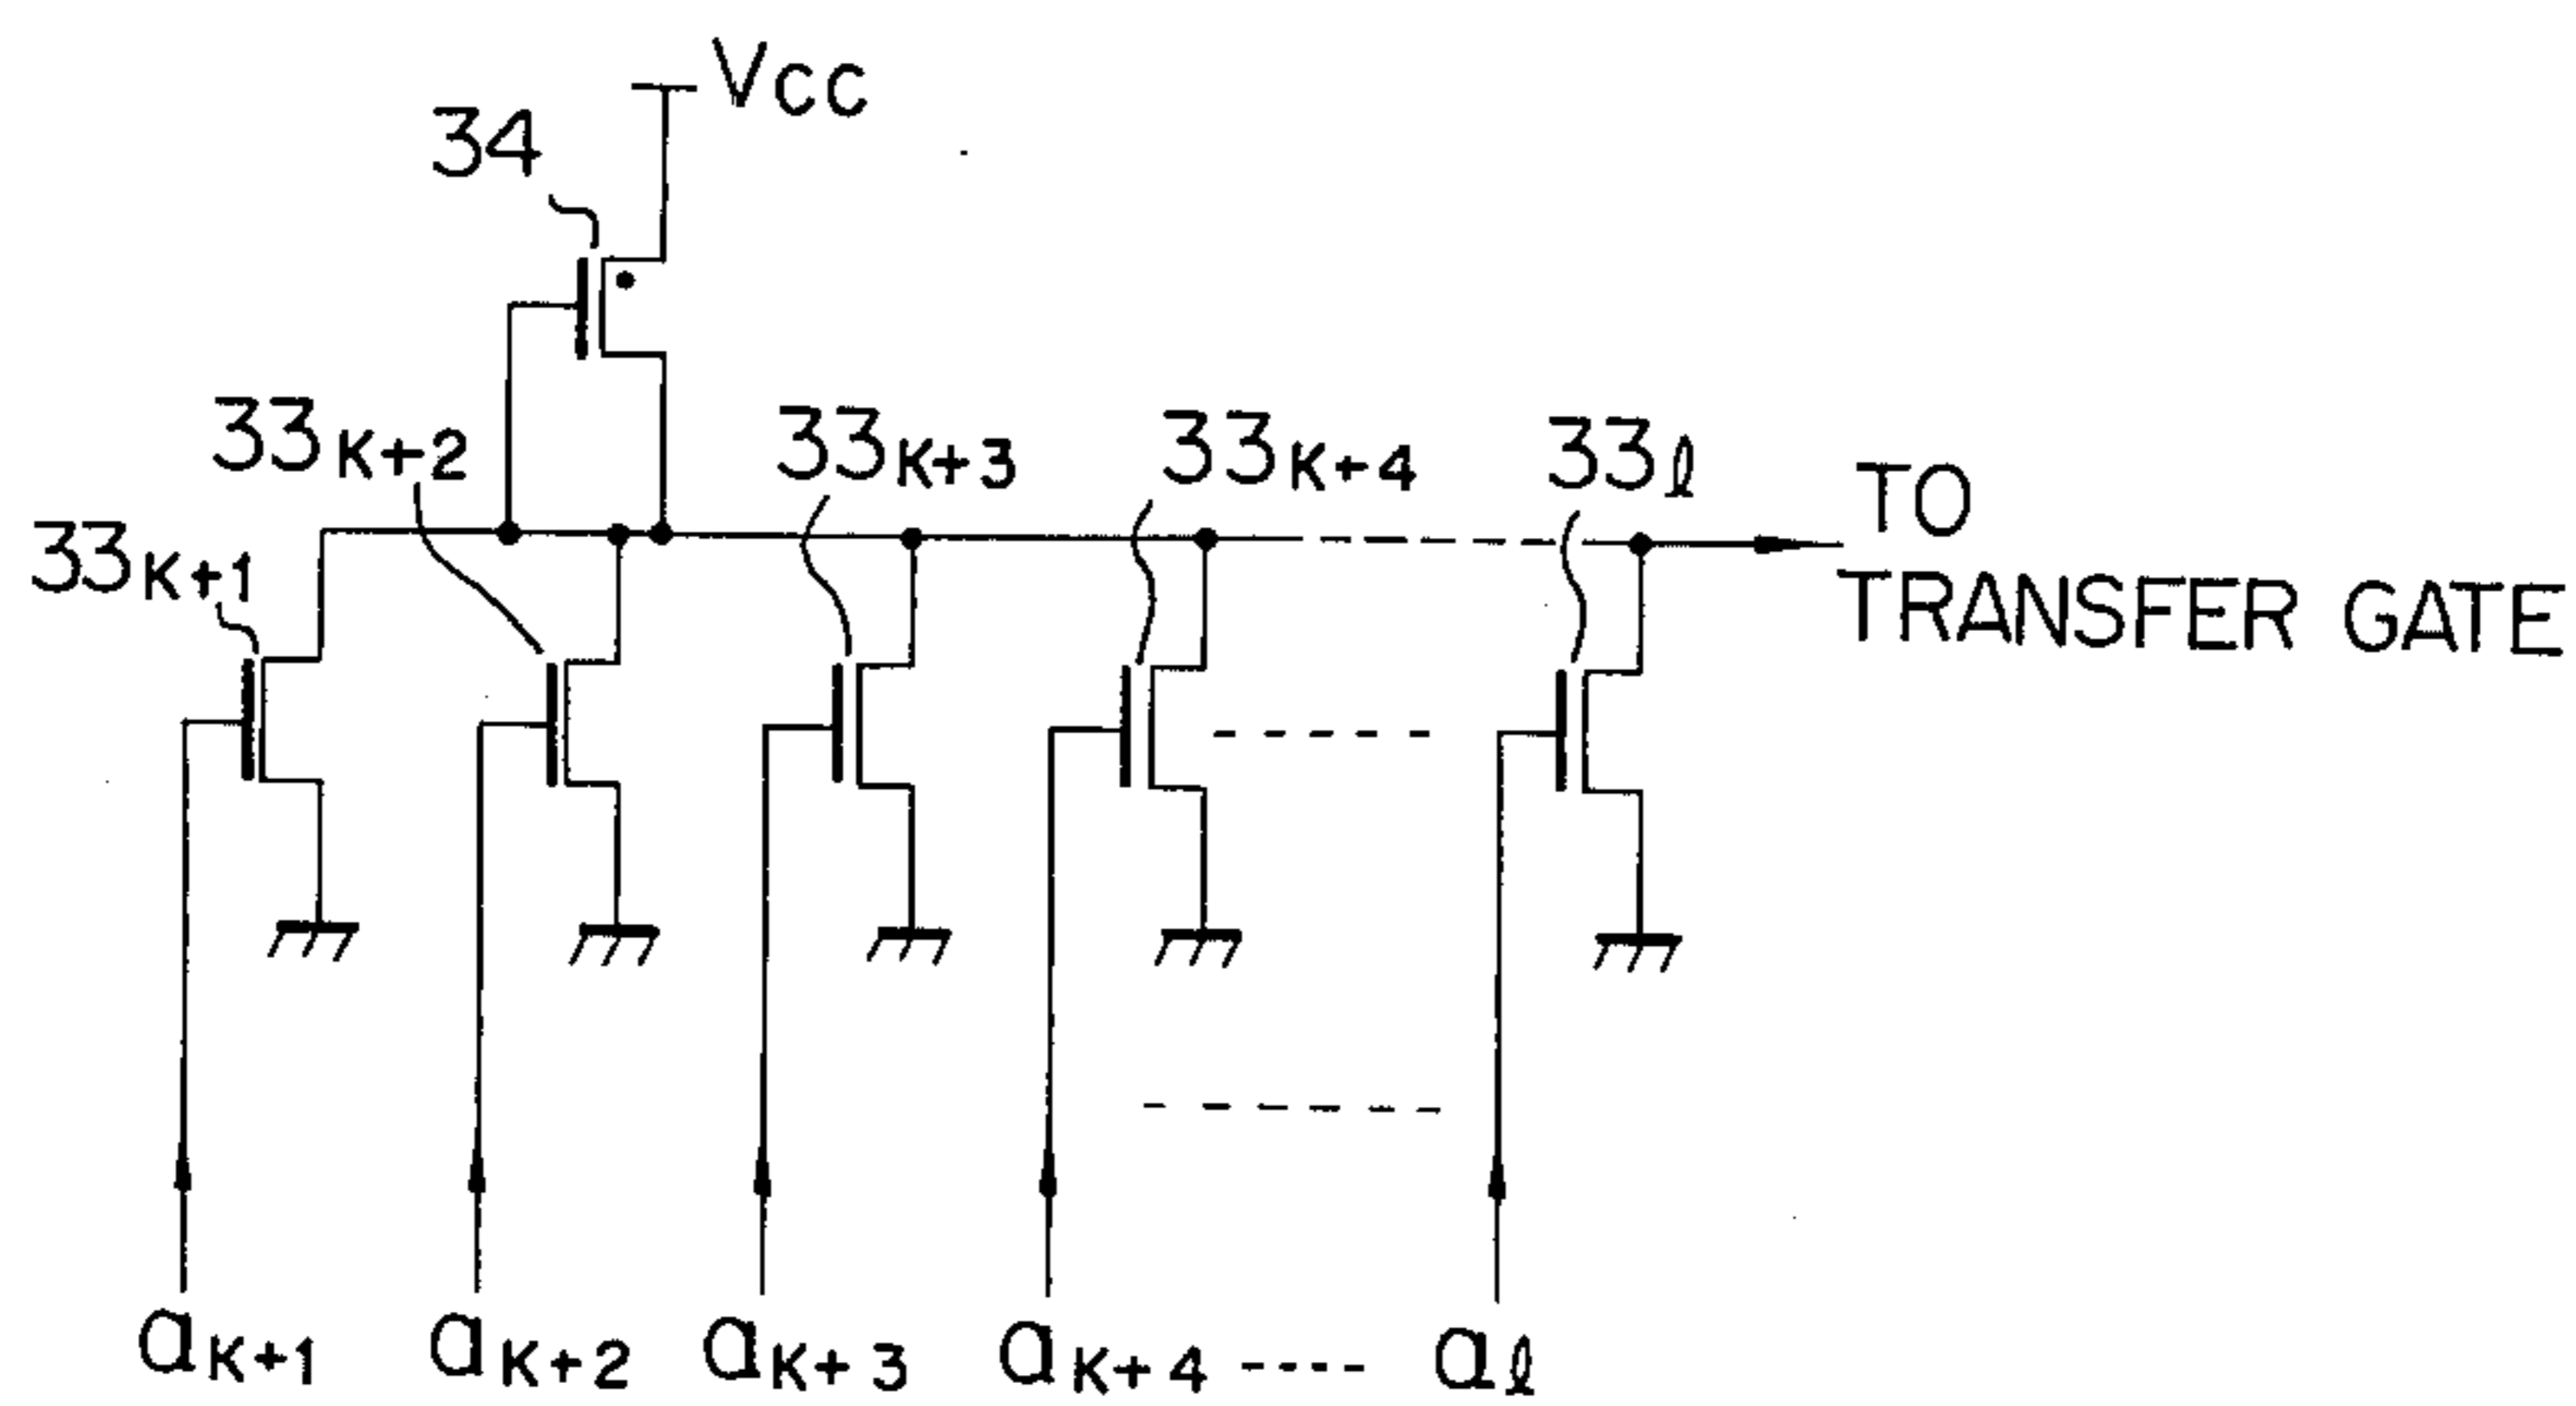 Vcc
34
33K+2
33K+3
33K+4
33ℓ
33K+1
TO
TRANSFER GATE
aK+1 aK+2 aK+3 aK+4 ---- aℓ